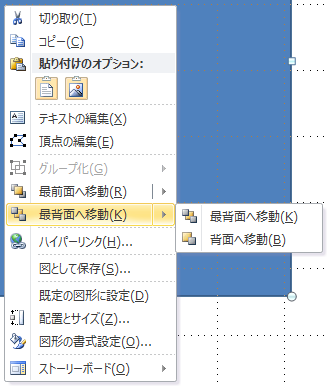 切り取り(T)
コピー(C)
貼り付けのオプション:
テキストの編集(X)
頂点の編集(E)
グループ化(G)
最前面へ移動(R)
最背面へ移動(K)
最背面へ移動(K)
背面へ移動(B)
ハイパーリンク(H)...
図として保存(S)...
既定の図形に設定(D)
配置とサイズ(Z)...
図形の書式設定(O)...
ストーリーボード(O)